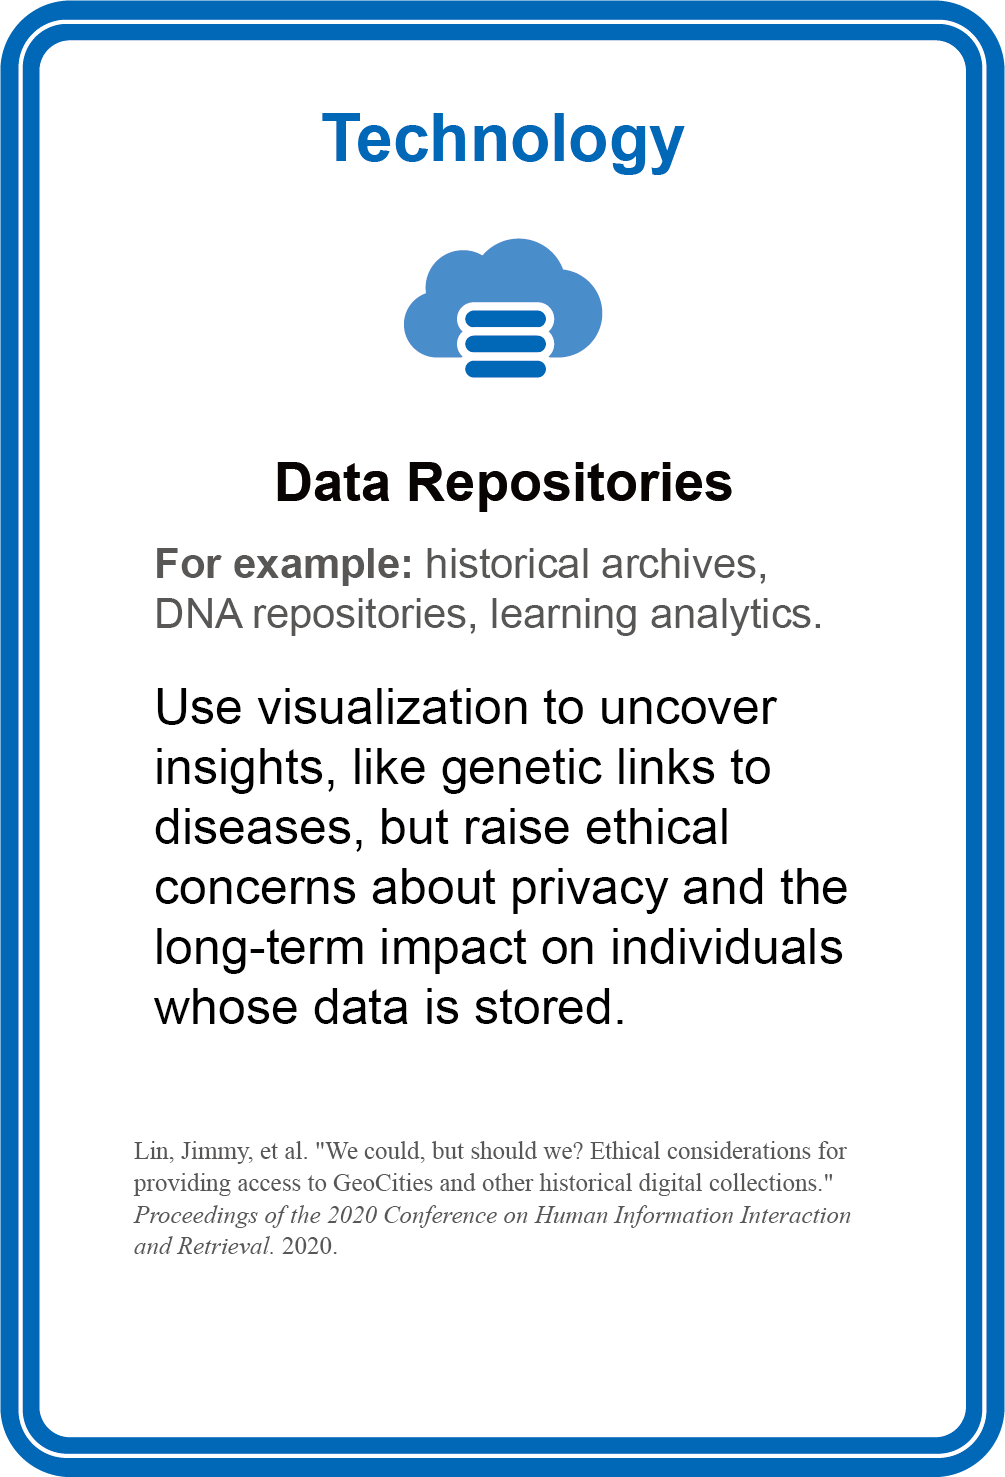 Technology
Data Repositories
For example: historical archives,
DNA repositories, learning analytics.
Use visualization to uncover
insights, like genetic links to
diseases, but raise ethical
concerns about privacy and the
long-term impact on individuals
whose data is stored.
Lin, Jimmy, et al. "We could, but should we? Ethical considerations for
providing access to GeoCities and other historical digital collections."
Proceedings of the 2020 Conference on Human Information Interaction
and Retrieval. 2020.